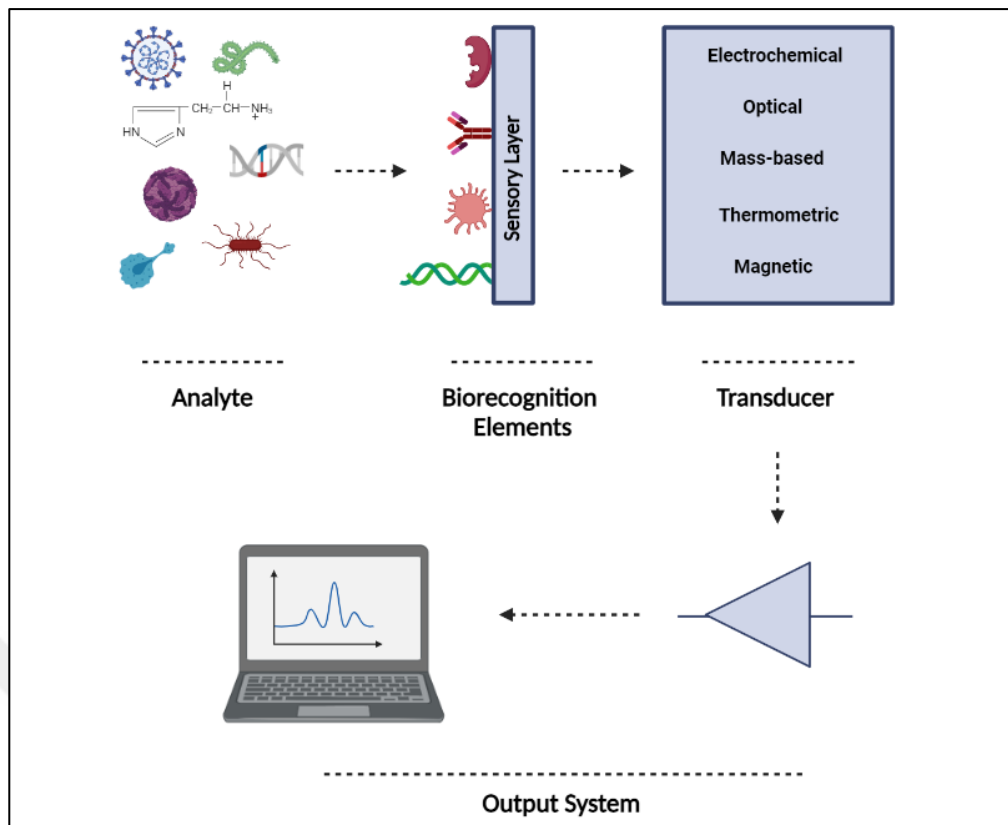 H
CH₂
CH
NH₃
+
HN
N
Sensory Layer
Electrochemical
Optical
Mass-based
Thermometric
Magnetic
Analyte
Biorecognition
Elements
Transducer
Output System